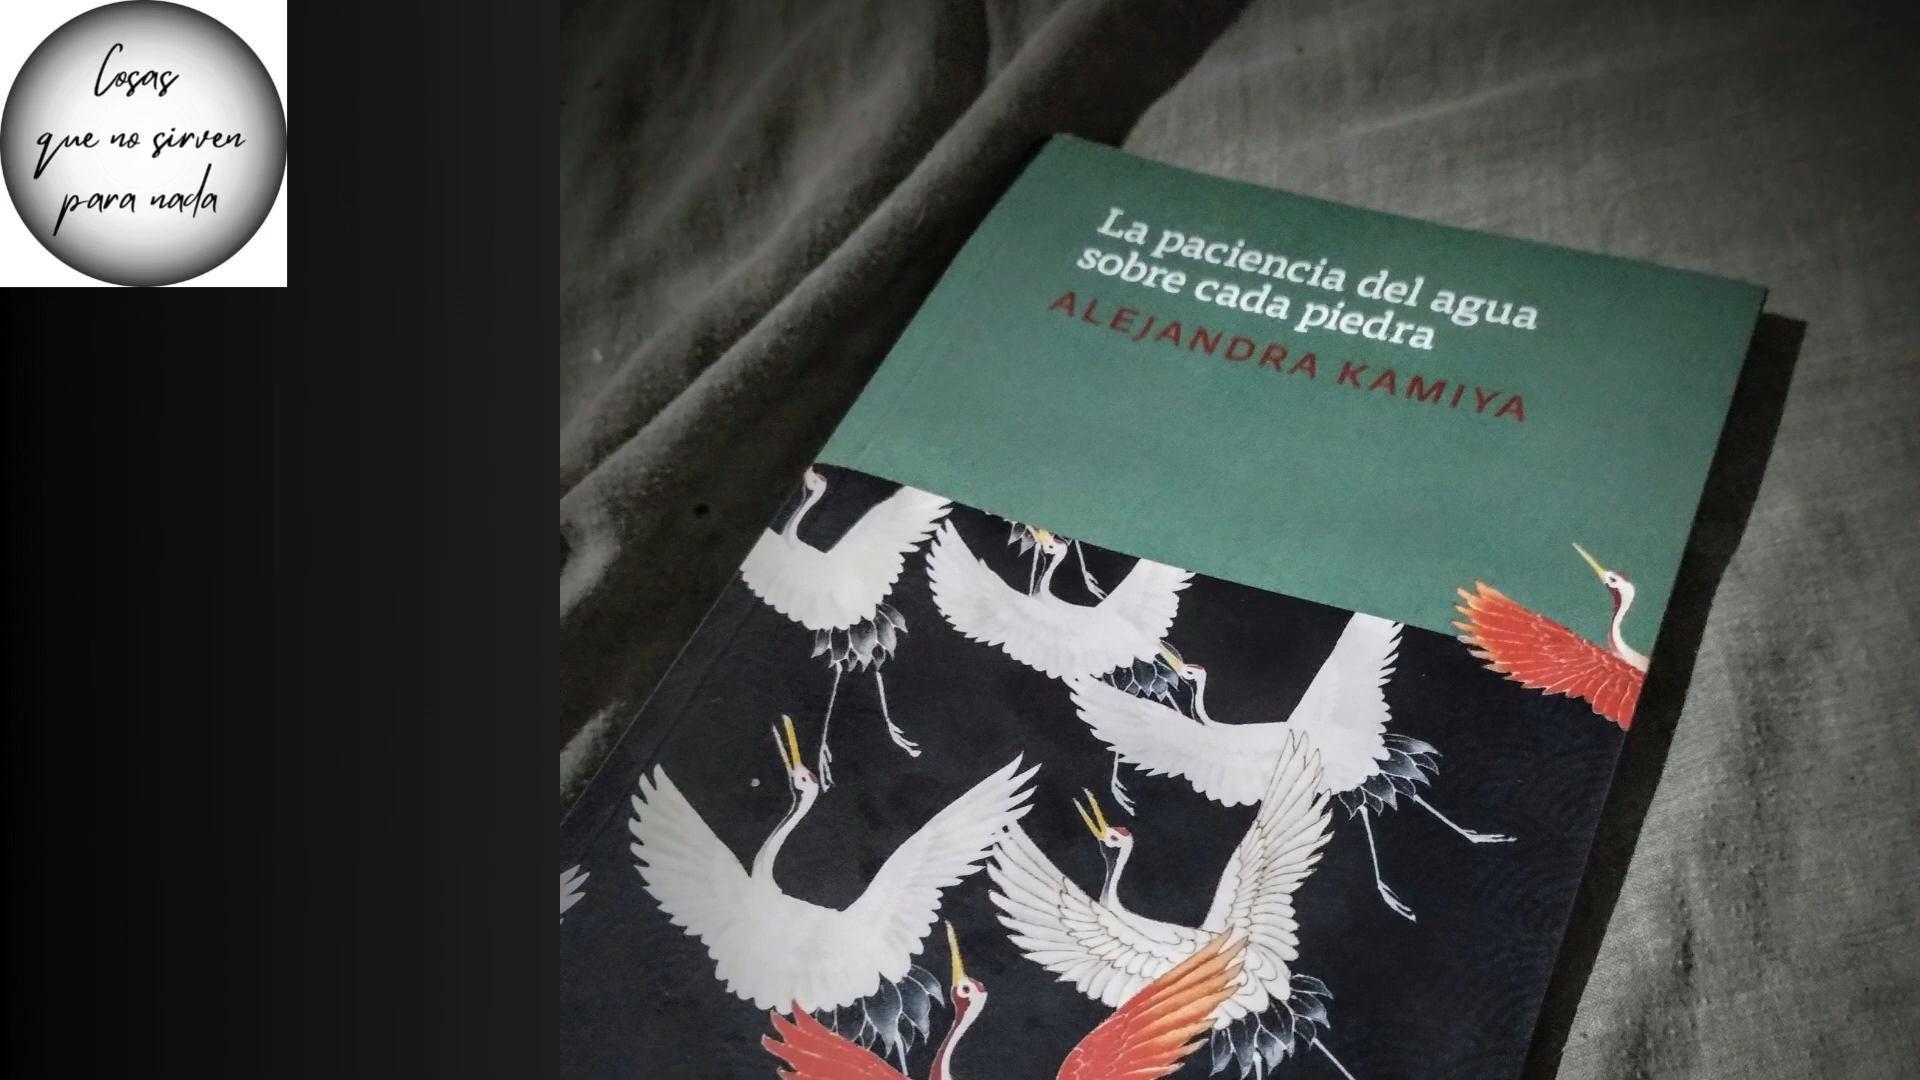 Cosas
que no sirven
para nada
La paciencia del agua
sobre cada piedra
ALEJANDRA KAMIYA